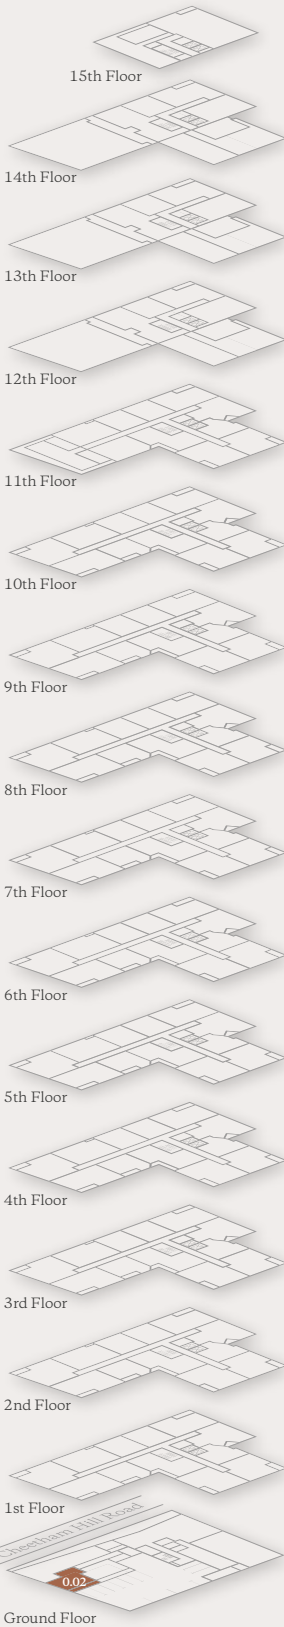 15th Floor
14th Floor
13th Floor
12th Floor
11th Floor
10th Floor
9th Floor
8th Floor
7th Floor
6th Floor
5th Floor
4th Floor
3rd Floor
2nd Floor
1st Floor
Cheetham Hill Road
0.02
Ground Floor